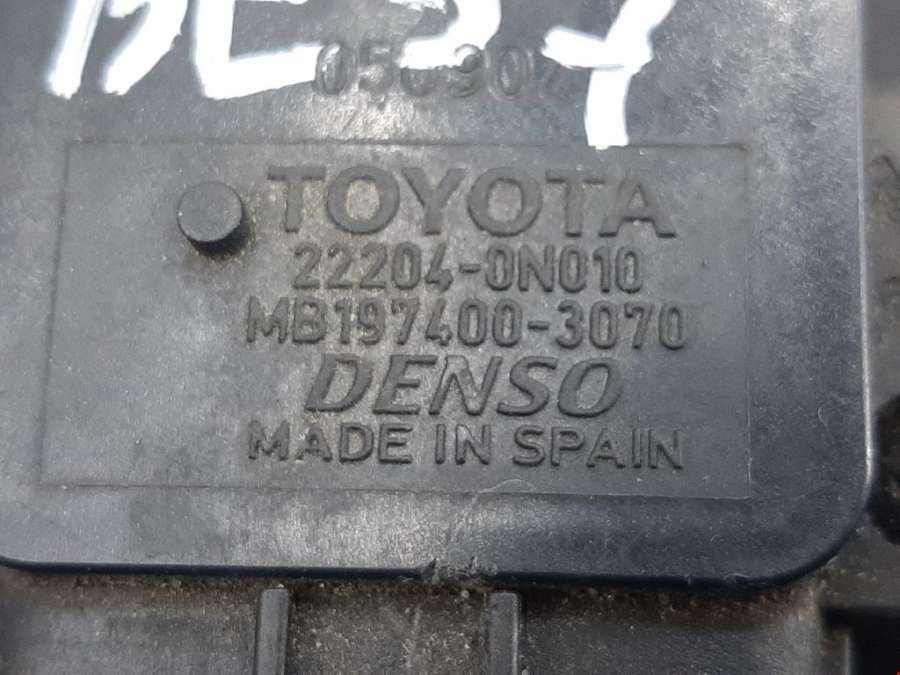 TOYOTA
22204-0N010
MB197400-3070
DENSO
MADE IN SPAIN